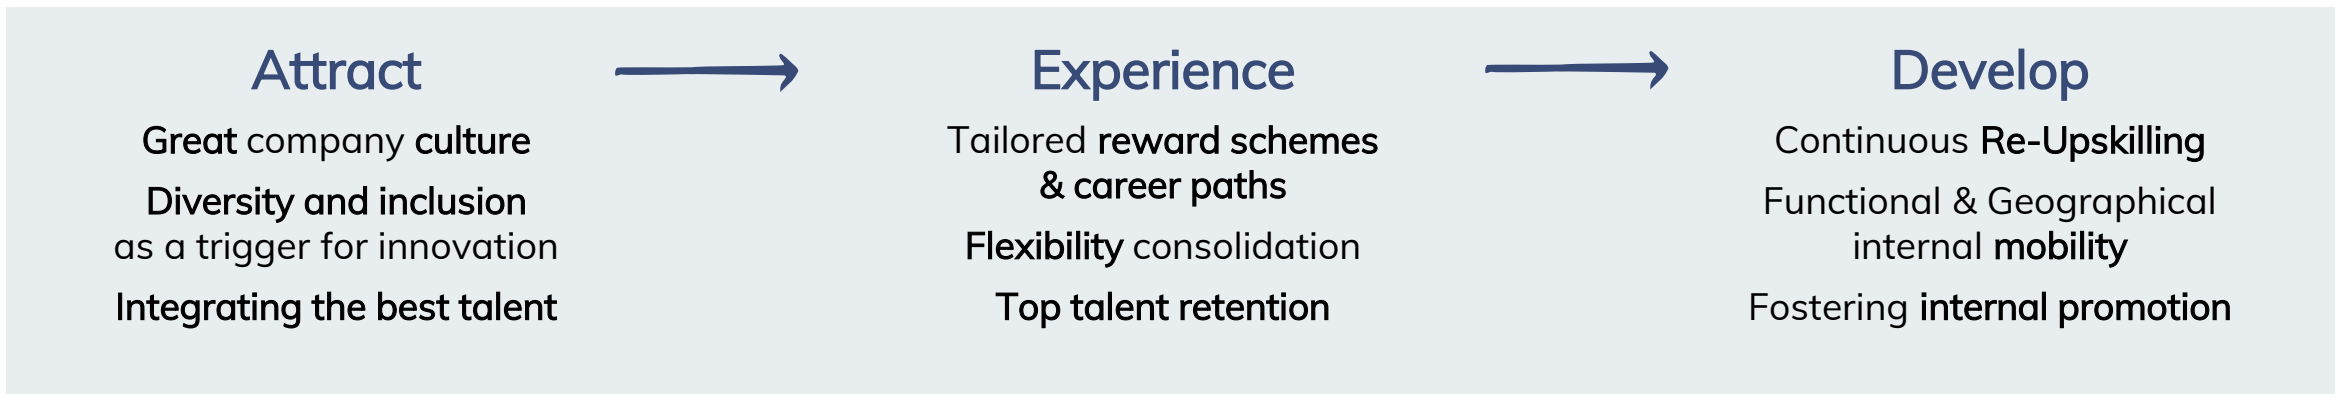 Attract
Great company culture
Diversity and inclusion
as a trigger for innovation
Integrating the best talent
Experience
Tailored reward schemes
& career paths
Flexibility consolidation
Top talent retention
Develop
Continuous Re-Upskilling
Functional & Geographical
internal mobility
Fostering internal promotion